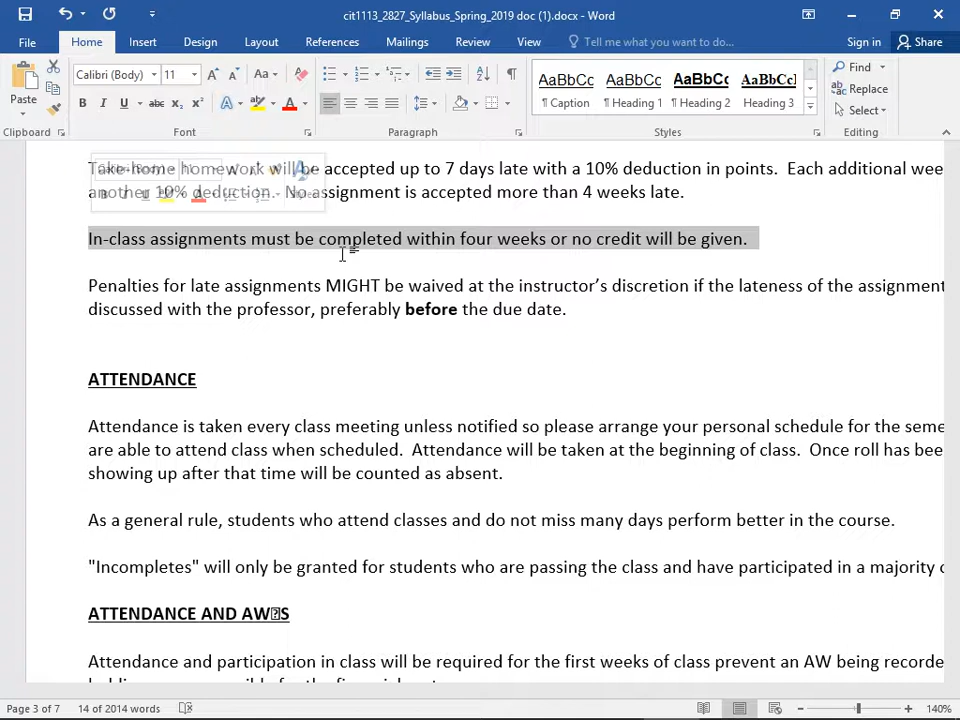 cit1113_2827_Syllabus_Spring_2019 doc (1).docx - Word
File Home Insert Design Layout References Mailings Review View Tell me what you want to do... Sign in Share
Paste Calibri (Body) 11 Aa AaBbCc AaBbCc AaBbCc AaBbCc Find
B I U abc x₂ x² A A ¶ Caption ¶ Heading 1 ¶ Heading 2 Heading 3 Replace
Select
Clipboard Font Paragraph Styles Editing
Take-home homework will be accepted up to 7 days late with a 10% deduction in points. Each additional wee
another 10% deduction. No assignment is accepted more than 4 weeks late.
In-class assignments must be completed within four weeks or no credit will be given.
Penalties for late assignments MIGHT be waived at the instructor’s discretion if the lateness of the assignment
discussed with the professor, preferably before the due date.
ATTENDANCE
Attendance is taken every class meeting unless notified so please arrange your personal schedule for the seme
are able to attend class when scheduled. Attendance will be taken at the beginning of class. Once roll has bee
showing up after that time will be counted as absent.
As a general rule, students who attend classes and do not miss many days perform better in the course.
"Incompletes" will only be granted for students who are passing the class and have participated in a majority o
ATTENDANCE AND AW⍰S
Attendance and participation in class will be required for the first weeks of class prevent an AW being recorde
Page 3 of 7 14 of 2014 words 140%